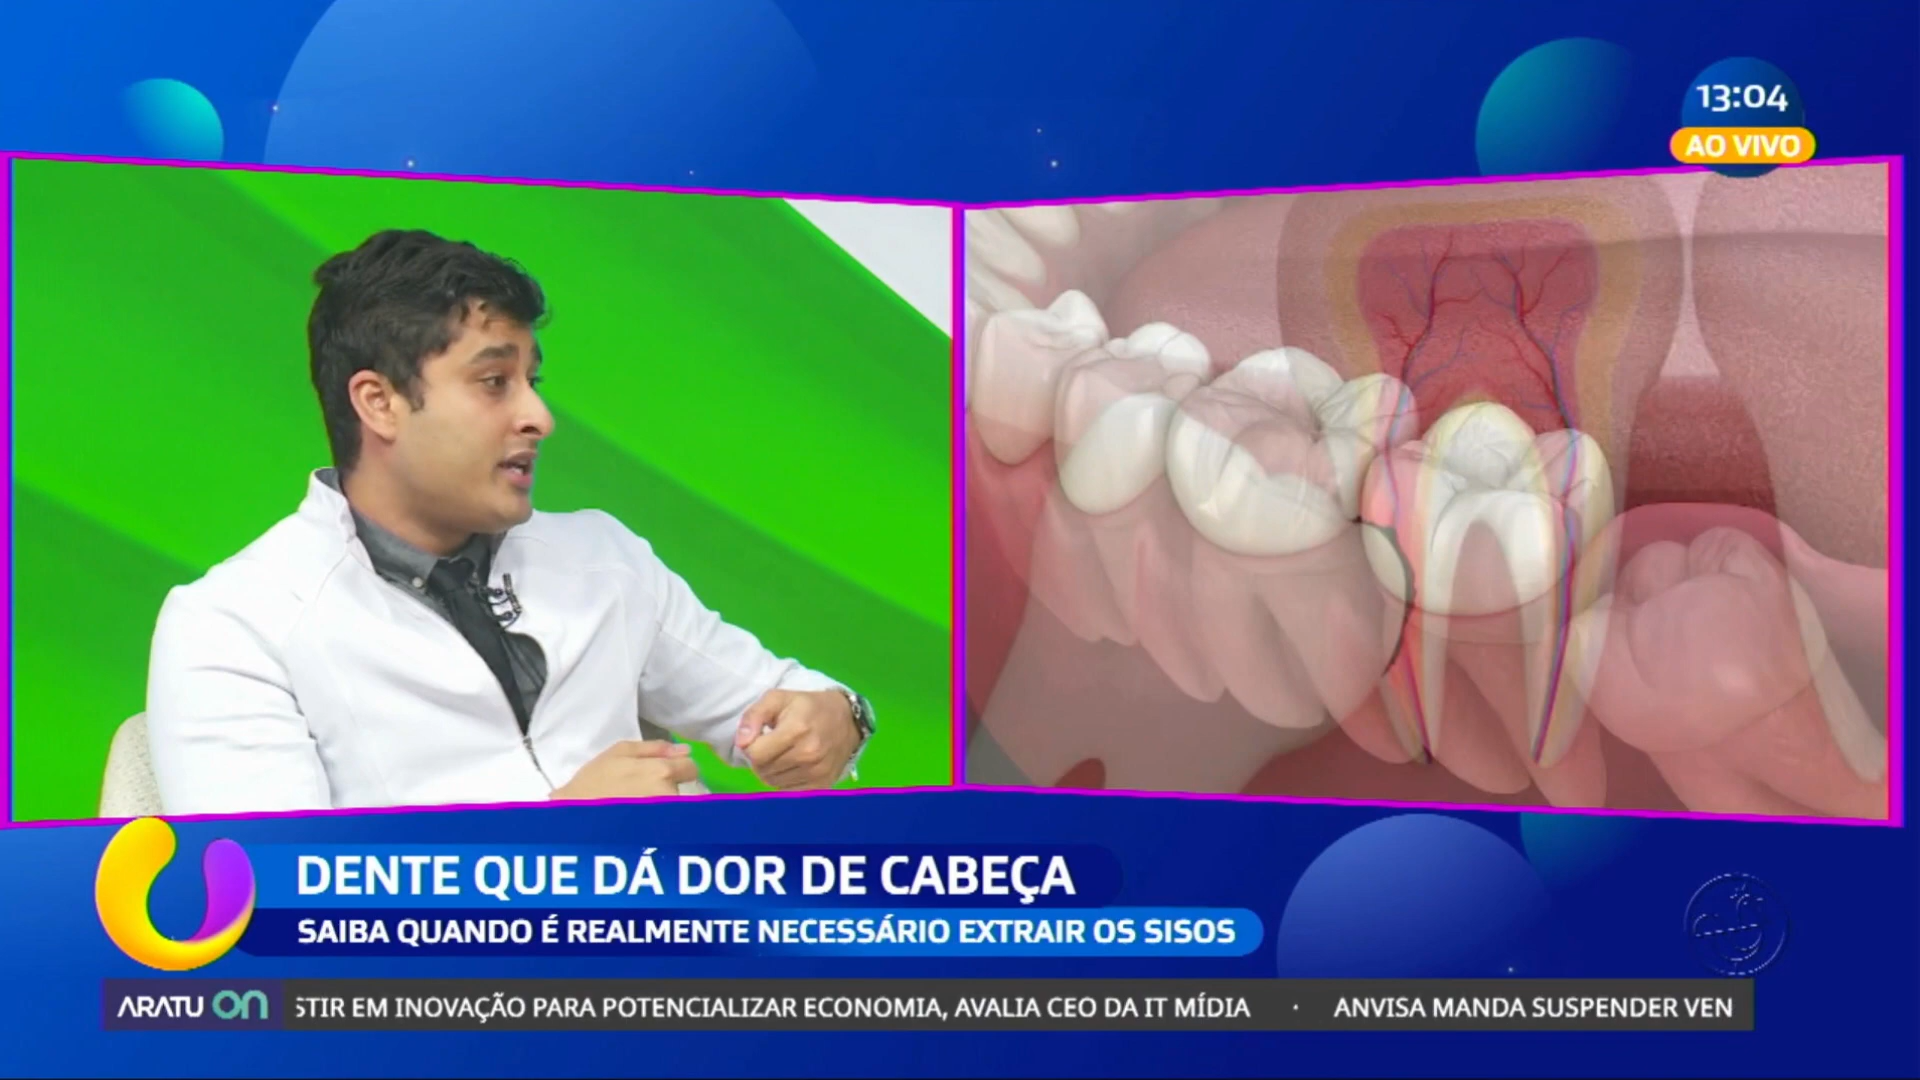 13:04
AO VIVO
DENTE QUE DÁ DOR DE CABEÇA
SAIBA QUANDO É REALMENTE NECESSÁRIO EXTRAIR OS SISOS
ARATU ON STIR EM INOVAÇÃO PARA POTENCIALIZAR ECONOMIA, AVALIA CEO DA IT MÍDIA · ANVISA MANDA SUSPENDER VEN